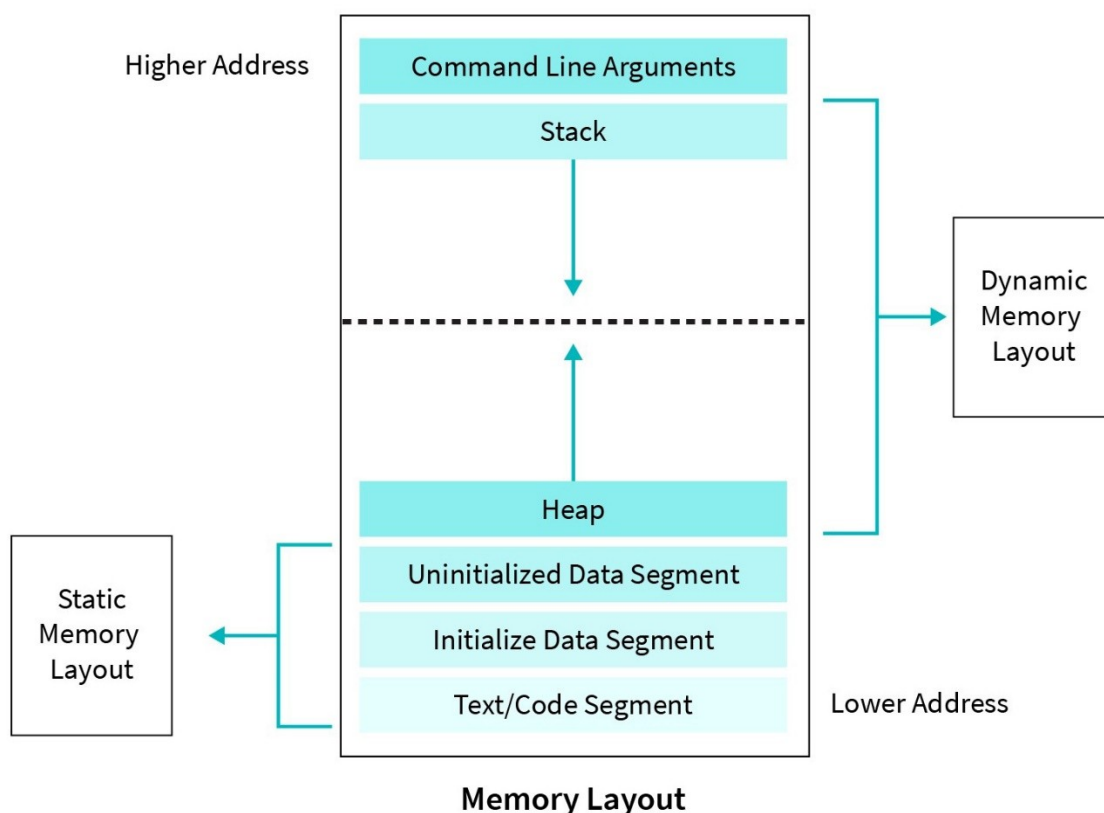 Higher Address
Command Line Arguments
Stack
Dynamic
Memory
Layout
Heap
Uninitialized Data Segment
Static
Memory
Layout
Initialize Data Segment
Text/Code Segment
Lower Address
Memory Layout